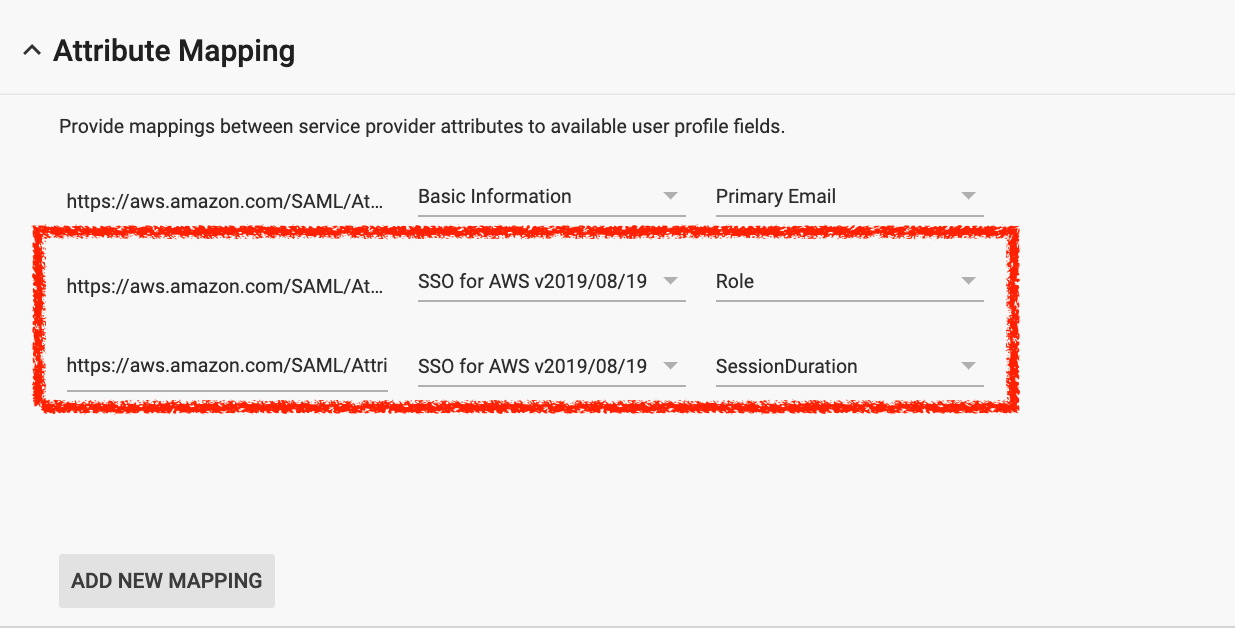 Attribute Mapping
Provide mappings between service provider attributes to available user profile fields.
https://aws.amazon.com/SAML/At... Basic Information Primary Email
https://aws.amazon.com/SAML/At... SSO for AWS v2019/08/19 Role
https://aws.amazon.com/SAML/Attri SSO for AWS v2019/08/19 SessionDuration
ADD NEW MAPPING